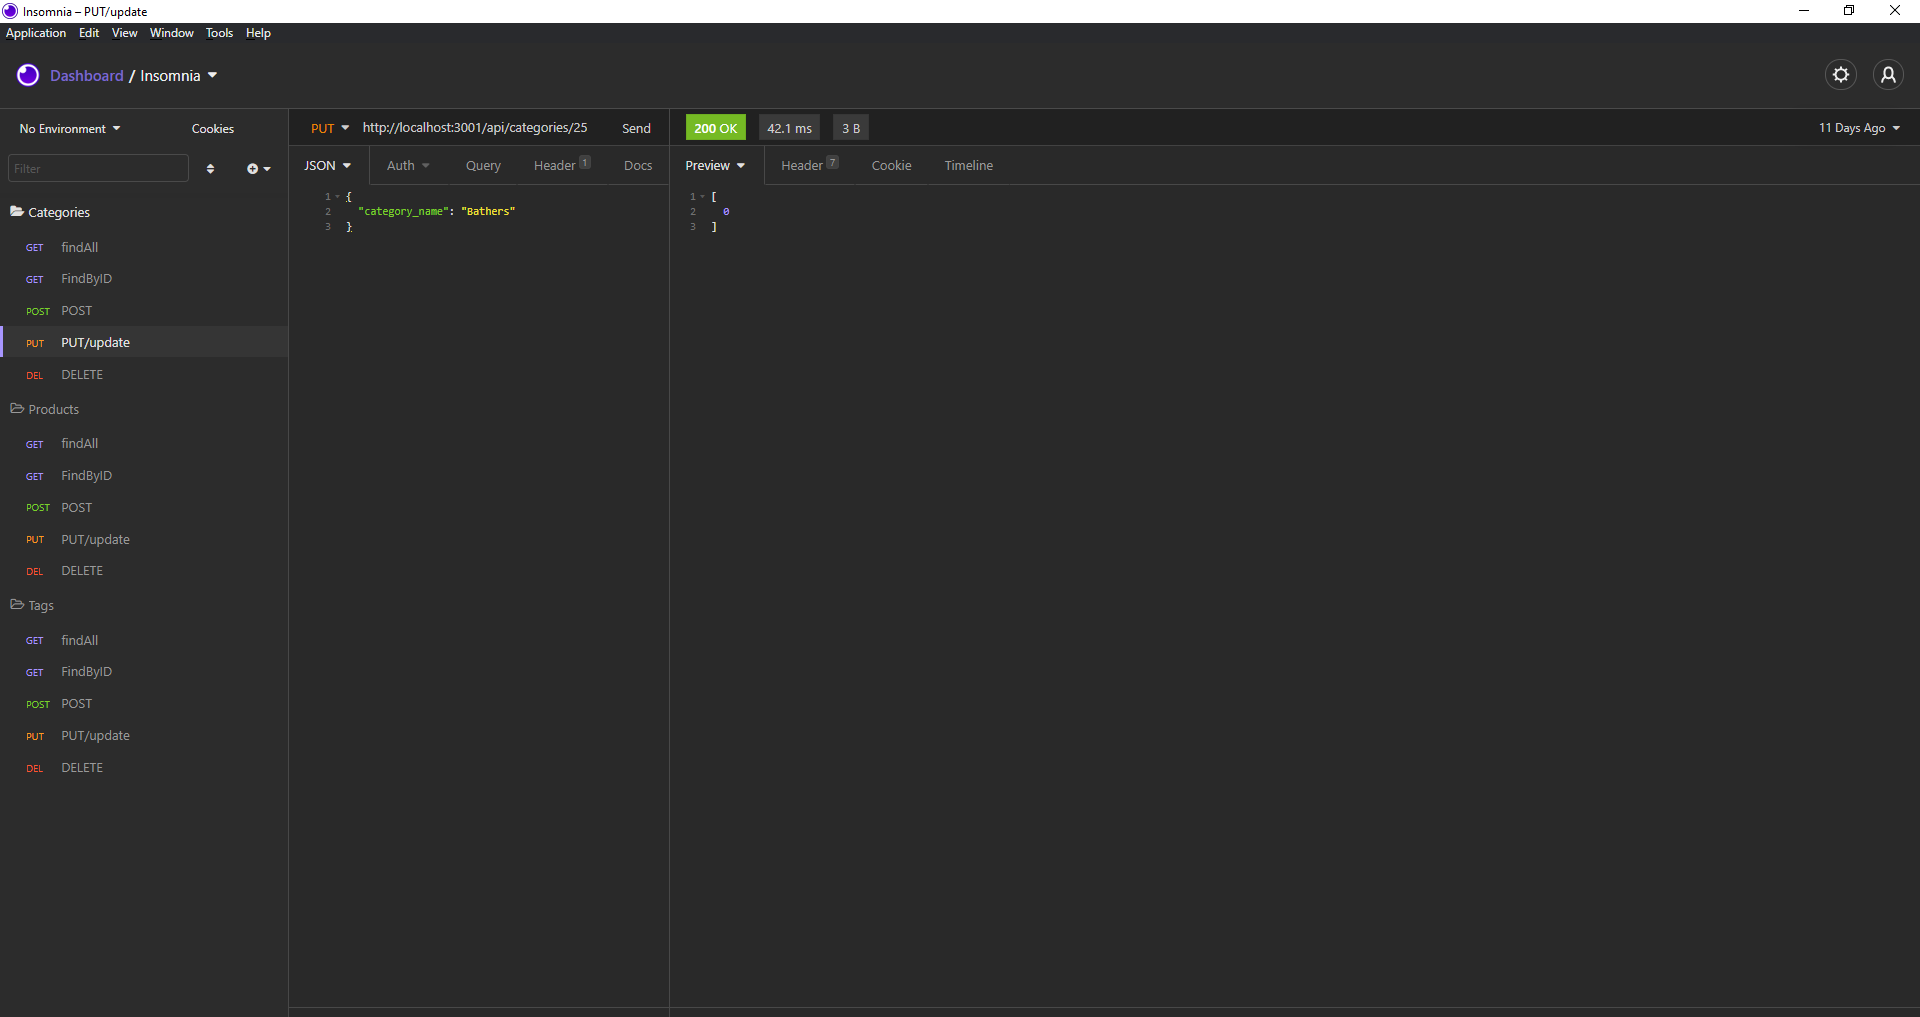 Insomnia – PUT/update
Application Edit View Window Tools Help
Dashboard / Insomnia
No Environment Cookies
Filter
Categories
GET findAll
GET FindByID
POST POST
PUT PUT/update
DEL DELETE
Products
GET findAll
GET FindByID
POST POST
PUT PUT/update
DEL DELETE
Tags
GET findAll
GET FindByID
POST POST
PUT PUT/update
DEL DELETE
PUT http://localhost:3001/api/categories/25 Send
JSON Auth Query Header 1 Docs
1 {
2 "category_name": "Bathers"
3 }
200 OK 42.1 ms 3 B 11 Days Ago
Preview Header 7 Cookie Timeline
1 [
2 0
3 ]